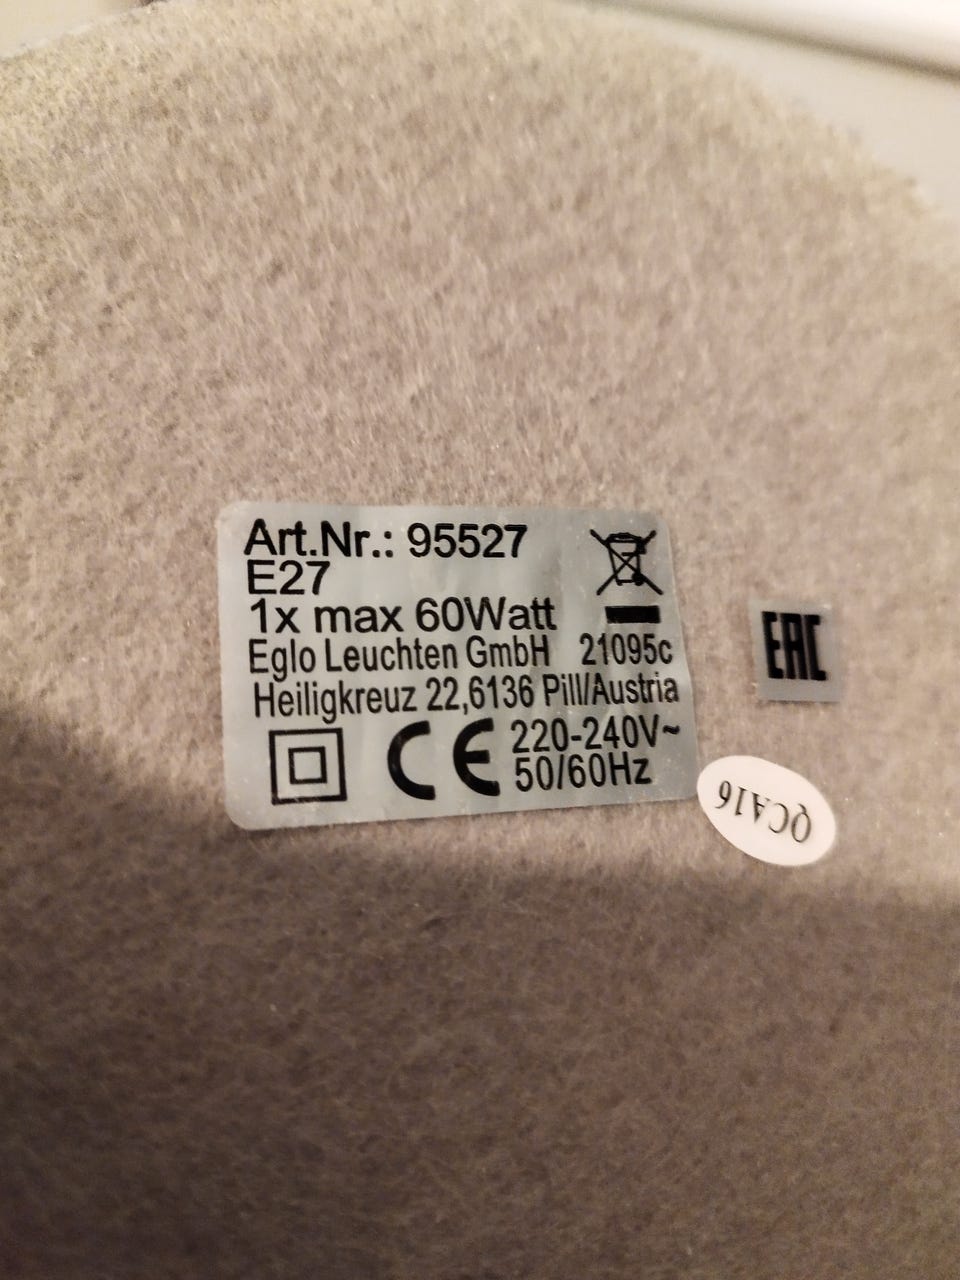 Art.Nr.: 95527
E27
1x max 60Watt
Eglo Leuchten GmbH 21095c
Heiligkreuz 22,6136 Pill/Austria
CE 220-240V~
50/60Hz
EAC
QCA16